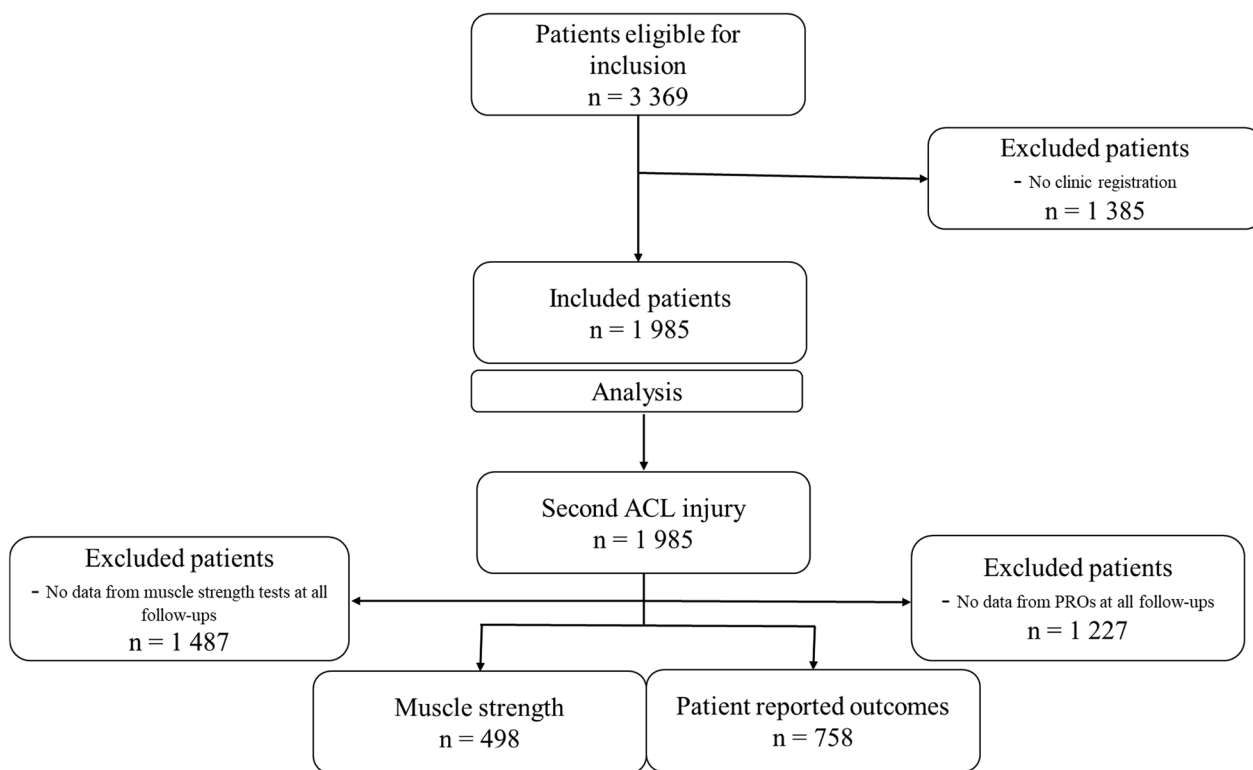 Patients eligible for
inclusion
n = 3 369
Excluded patients
- No clinic registration
n = 1 385
Included patients
n = 1 985
Analysis
Second ACL injury
n = 1 985
Excluded patients
- No data from muscle strength tests at all
follow-ups
n = 1 487
Excluded patients
- No data from PROs at all follow-ups
n = 1 227
Muscle strength
n = 498
Patient reported outcomes
n = 758